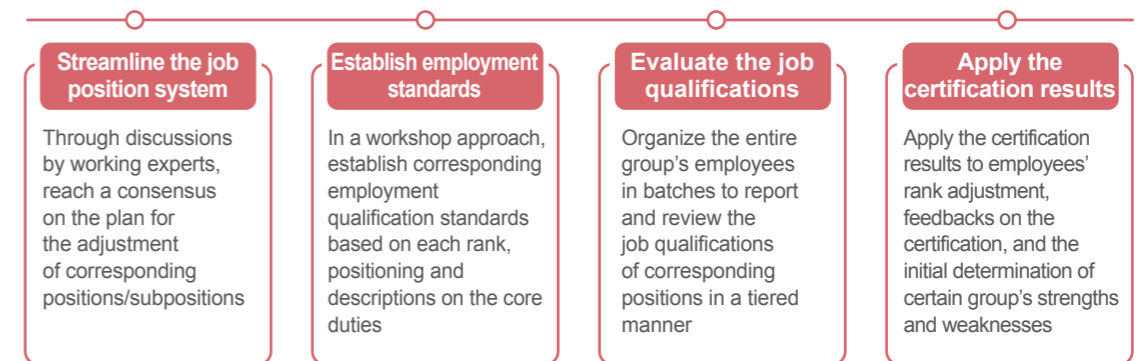 Streamline the job
position system
Through discussions
by working experts,
reach a consensus
on the plan for
the adjustment
of corresponding
positions/subpositions
Establish employment
standards
In a workshop approach,
establish corresponding
employment
qualification standards
based on each rank,
positioning and
descriptions on the core
duties
Evaluate the job
qualifications
Organize the entire
group’s employees
in batches to report
and review the
job qualifications
of corresponding
positions in a tiered
manner
Apply the
certification results
Apply the certification
results to employees’
rank adjustment,
feedbacks on the
certification, and the
initial determination of
certain group’s strengths
and weaknesses